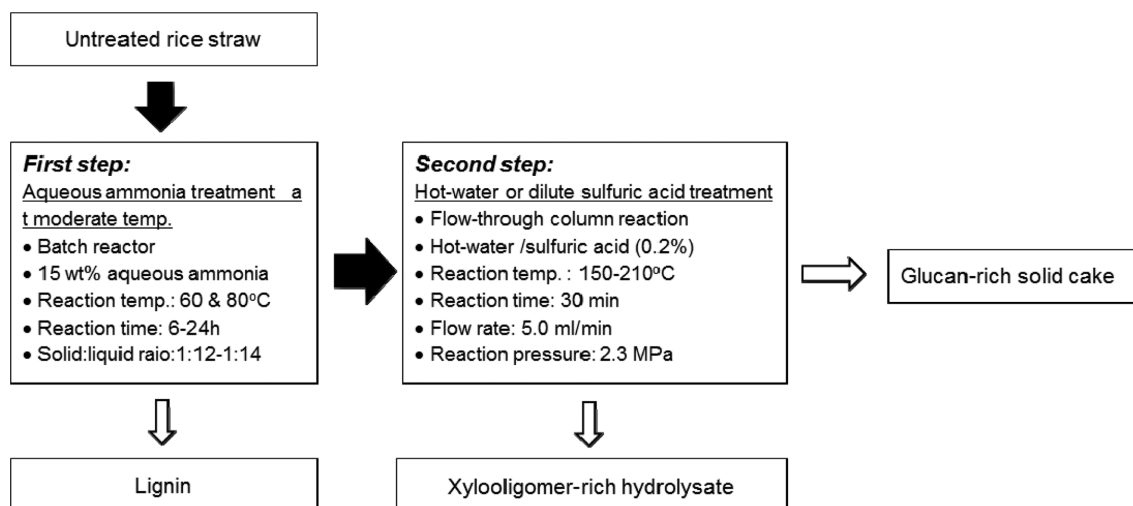 Untreated rice straw
First step:
Aqueous ammonia treatment a
t moderate temp.
• Batch reactor
• 15 wt% aqueous ammonia
• Reaction temp.: 60 & 80°C
• Reaction time: 6-24h
• Solid:liquid raio:1:12-1:14
Second step:
Hot-water or dilute sulfuric acid treatment
• Flow-through column reaction
• Hot-water /sulfuric acid (0.2%)
• Reaction temp. : 150-210°C
• Reaction time: 30 min
• Flow rate: 5.0 ml/min
• Reaction pressure: 2.3 MPa
Glucan-rich solid cake
Lignin
Xylooligomer-rich hydrolysate